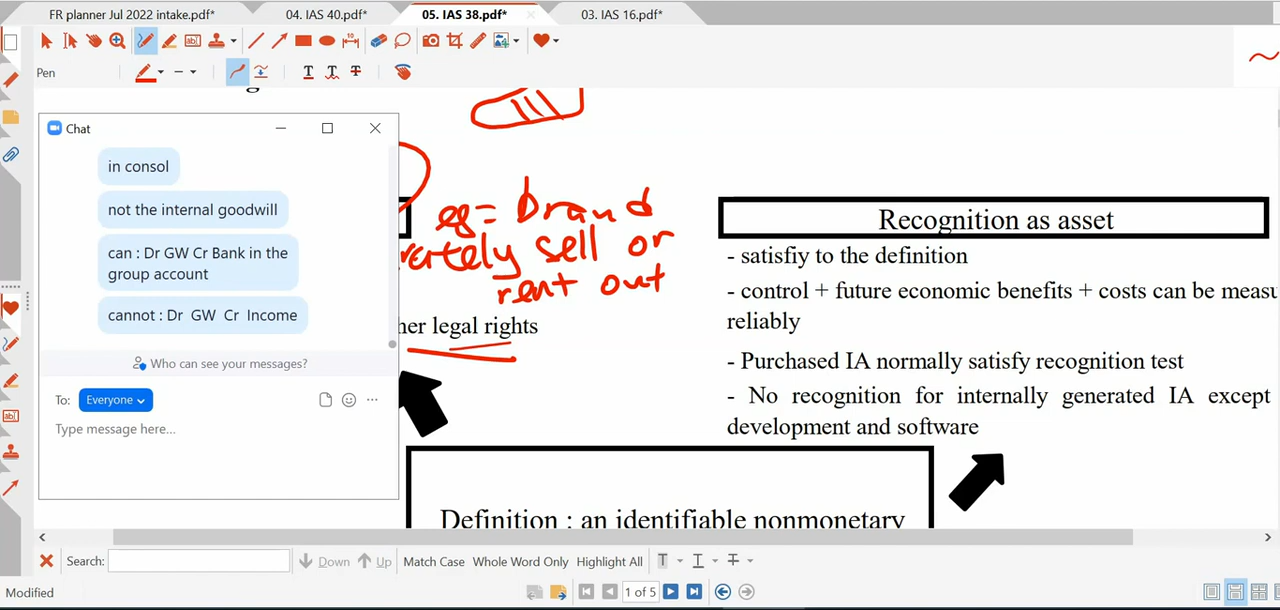 FR planner Jul 2022 intake.pdf*
04. IAS 40.pdf*
05. IAS 38.pdf*
03. IAS 16.pdf*
Pen
Chat
in consol
not the internal goodwill
can : Dr GW Cr Bank in the
group account
cannot : Dr GW Cr Income
Who can see your messages?
To: Everyone
Type message here...
eg= brand
rately sell or
rent out
her legal rights
Recognition as asset
- satisfiy to the definition
- control + future economic benefits + costs can be measu
reliably
- Purchased IA normally satisfy recognition test
- No recognition for internally generated IA except
development and software
Definition : an identifiable nonmonetary
Search:
Down
Up
Match Case
Whole Word Only
Highlight All
Modified
1 of 5